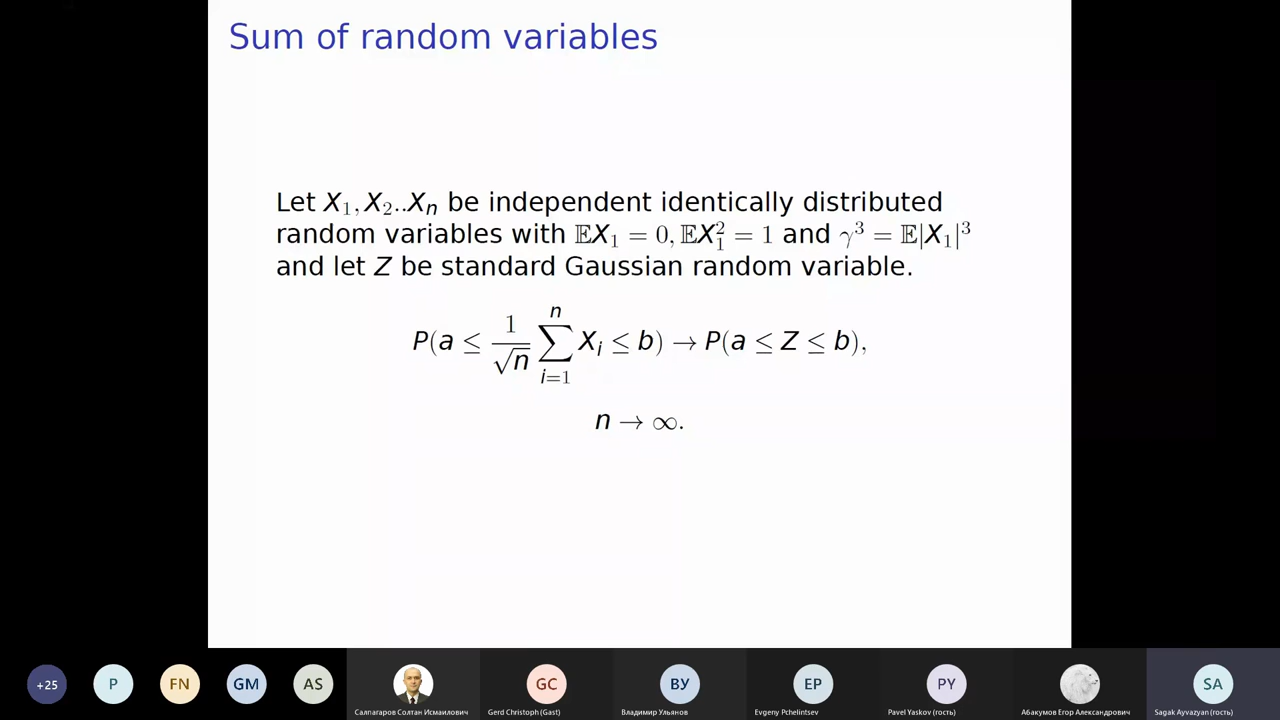 Sum of random variables
Let X₁, X₂..Xₙ be independent identically distributed
random variables with 𝔼X₁ = 0, 𝔼X₁² = 1 and γ³ = 𝔼|X₁|³
and let Z be standard Gaussian random variable.
P(a ≤ 1/√n ∑ᵢ₌₁ⁿ Xᵢ ≤ b) → P(a ≤ Z ≤ b),
n → ∞.
+25 P FN GM AS GC ВУ EP PY SA
Салпагаров Солтан Исмаилович Gerd Christoph (Gast) Владимир Ульянов Evgeny Pchelintsev Pavel Yaskov (гость) Абакумов Егор Александрович Sagak Ayvazyan (гость)